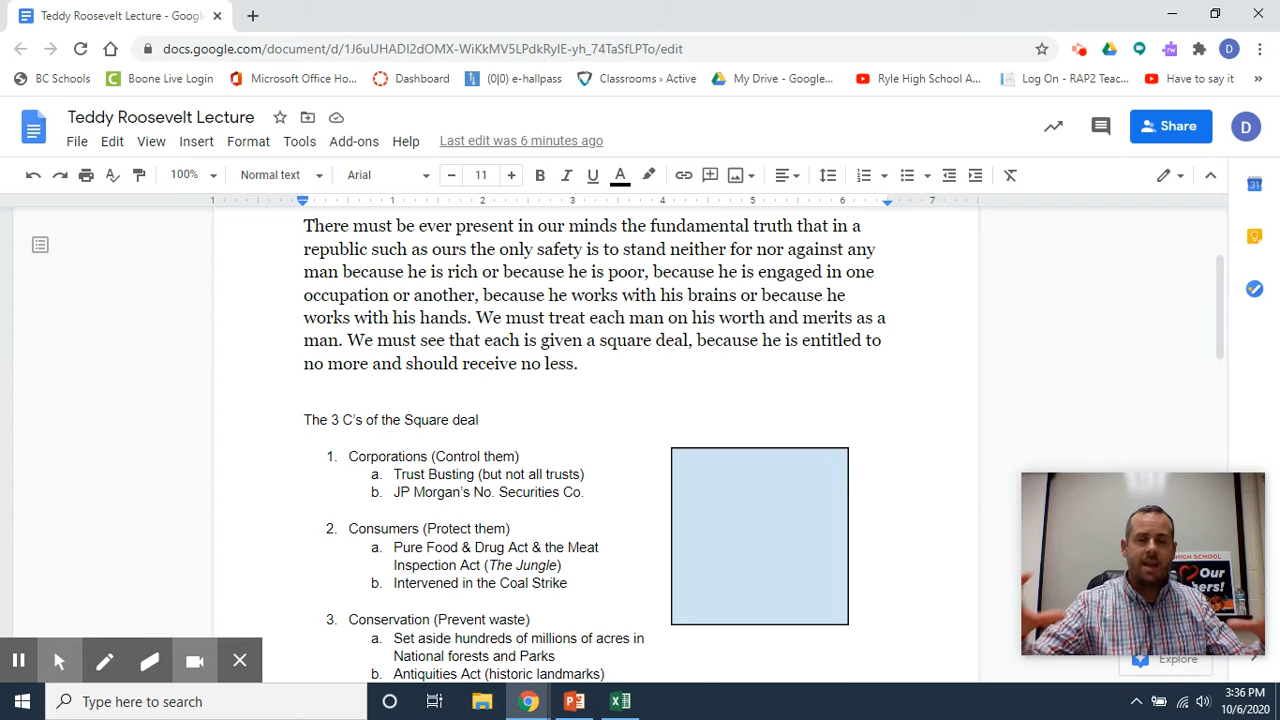 Teddy Roosevelt Lecture - Goog
docs.google.com/document/d/1J6uUHADI2dOMX-WiKkMV5LPdkRyIE-yh_74TaSfLPTo/edit
BC Schools
Boone Live Login
Microsoft Office Ho...
Dashboard
(0|0) e-hallpass
Classrooms › Active
My Drive - Google...
Ryle High School A...
Log On - RAP2 Teac...
Have to say it
Teddy Roosevelt Lecture
File Edit View Insert Format Tools Add-ons Help Last edit was 6 minutes ago
Share
D
100% Normal text Arial 11
1 1 2 3 4 5 6 7
There must be ever present in our minds the fundamental truth that in a
republic such as ours the only safety is to stand neither for nor against any
man because he is rich or because he is poor, because he is engaged in one
occupation or another, because he works with his brains or because he
works with his hands. We must treat each man on his worth and merits as a
man. We must see that each is given a square deal, because he is entitled to
no more and should receive no less.
The 3 C's of the Square deal
1. Corporations (Control them)
a. Trust Busting (but not all trusts)
b. JP Morgan's No. Securities Co.
2. Consumers (Protect them)
a. Pure Food & Drug Act & the Meat
Inspection Act (The Jungle)
b. Intervened in the Coal Strike
3. Conservation (Prevent waste)
a. Set aside hundreds of millions of acres in
National forests and Parks
b. Antiquities Act (historic landmarks)
Explore
Type here to search
3:36 PM
10/6/2020